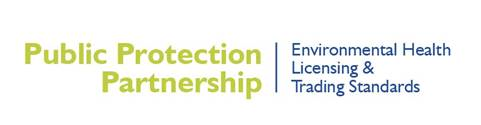 Public Protection
Partnership
Environmental Health
Licensing &
Trading Standards